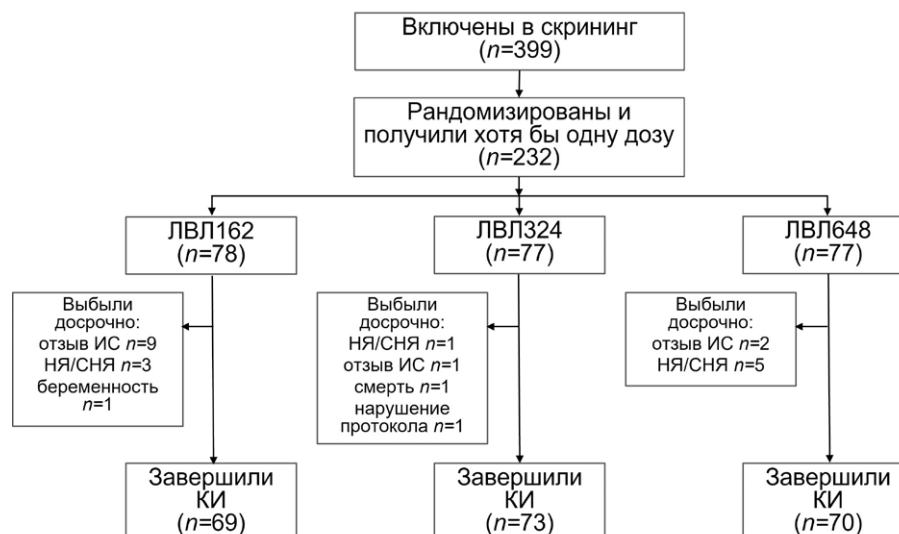 Включены в скрининг
(n=399)
Рандомизированы и
получили хотя бы одну дозу
(n=232)
ЛВЛ162
(n=78)
ЛВЛ324
(n=77)
ЛВЛ648
(n=77)
Выбыли
досрочно:
отзыв ИС n=9
НЯ/СНЯ n=3
беременность
n=1
Выбыли
досрочно:
НЯ/СНЯ n=1
отзыв ИС n=1
смерть n=1
нарушение
протокола n=1
Выбыли
досрочно:
отзыв ИС n=2
НЯ/СНЯ n=5
Завершили
КИ
(n=69)
Завершили
КИ
(n=73)
Завершили
КИ
(n=70)